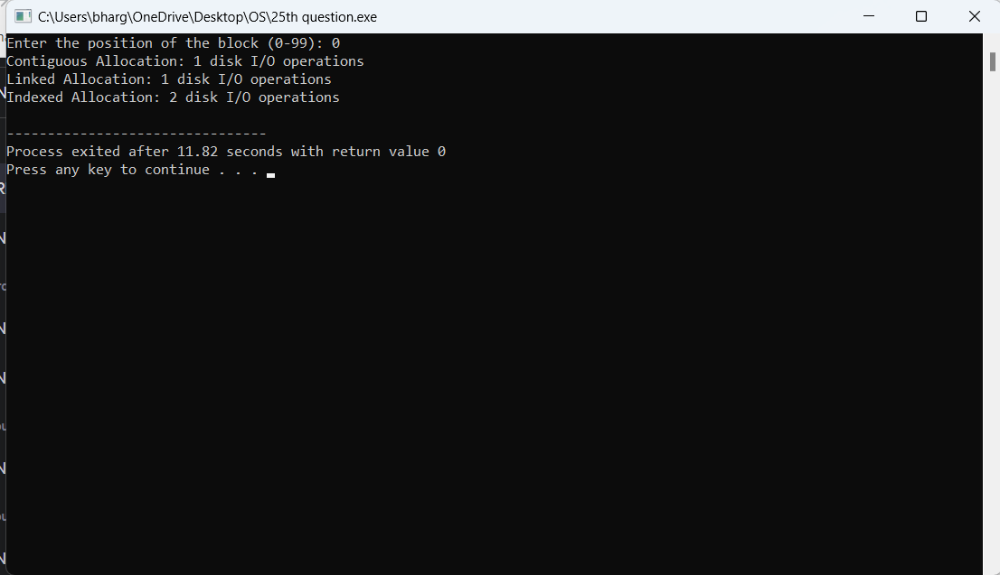 C:\Users\bharg\OneDrive\Desktop\OS\25th question.exe
Enter the position of the block (0-99): 0
Contiguous Allocation: 1 disk I/O operations
Linked Allocation: 1 disk I/O operations
Indexed Allocation: 2 disk I/O operations
--------------------------------
Process exited after 11.82 seconds with return value 0
Press any key to continue . . .